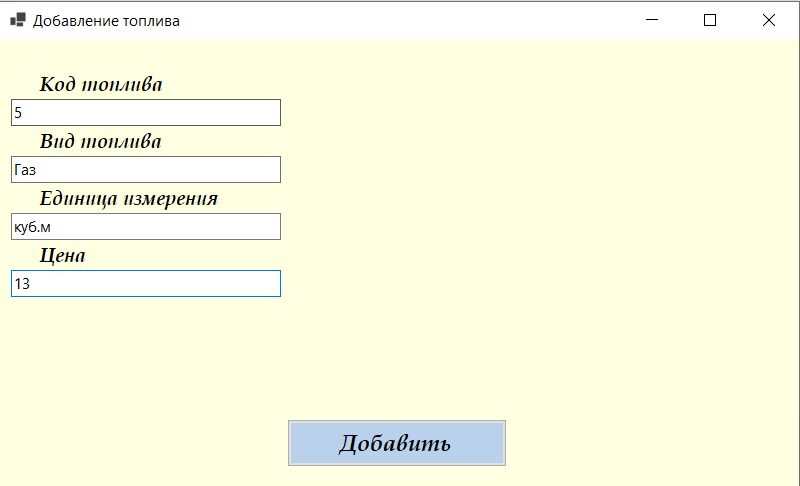 Добавление топлива
Код топлива
5
Вид топлива
Газ
Единица измерения
куб.м
Цена
13
Добавить